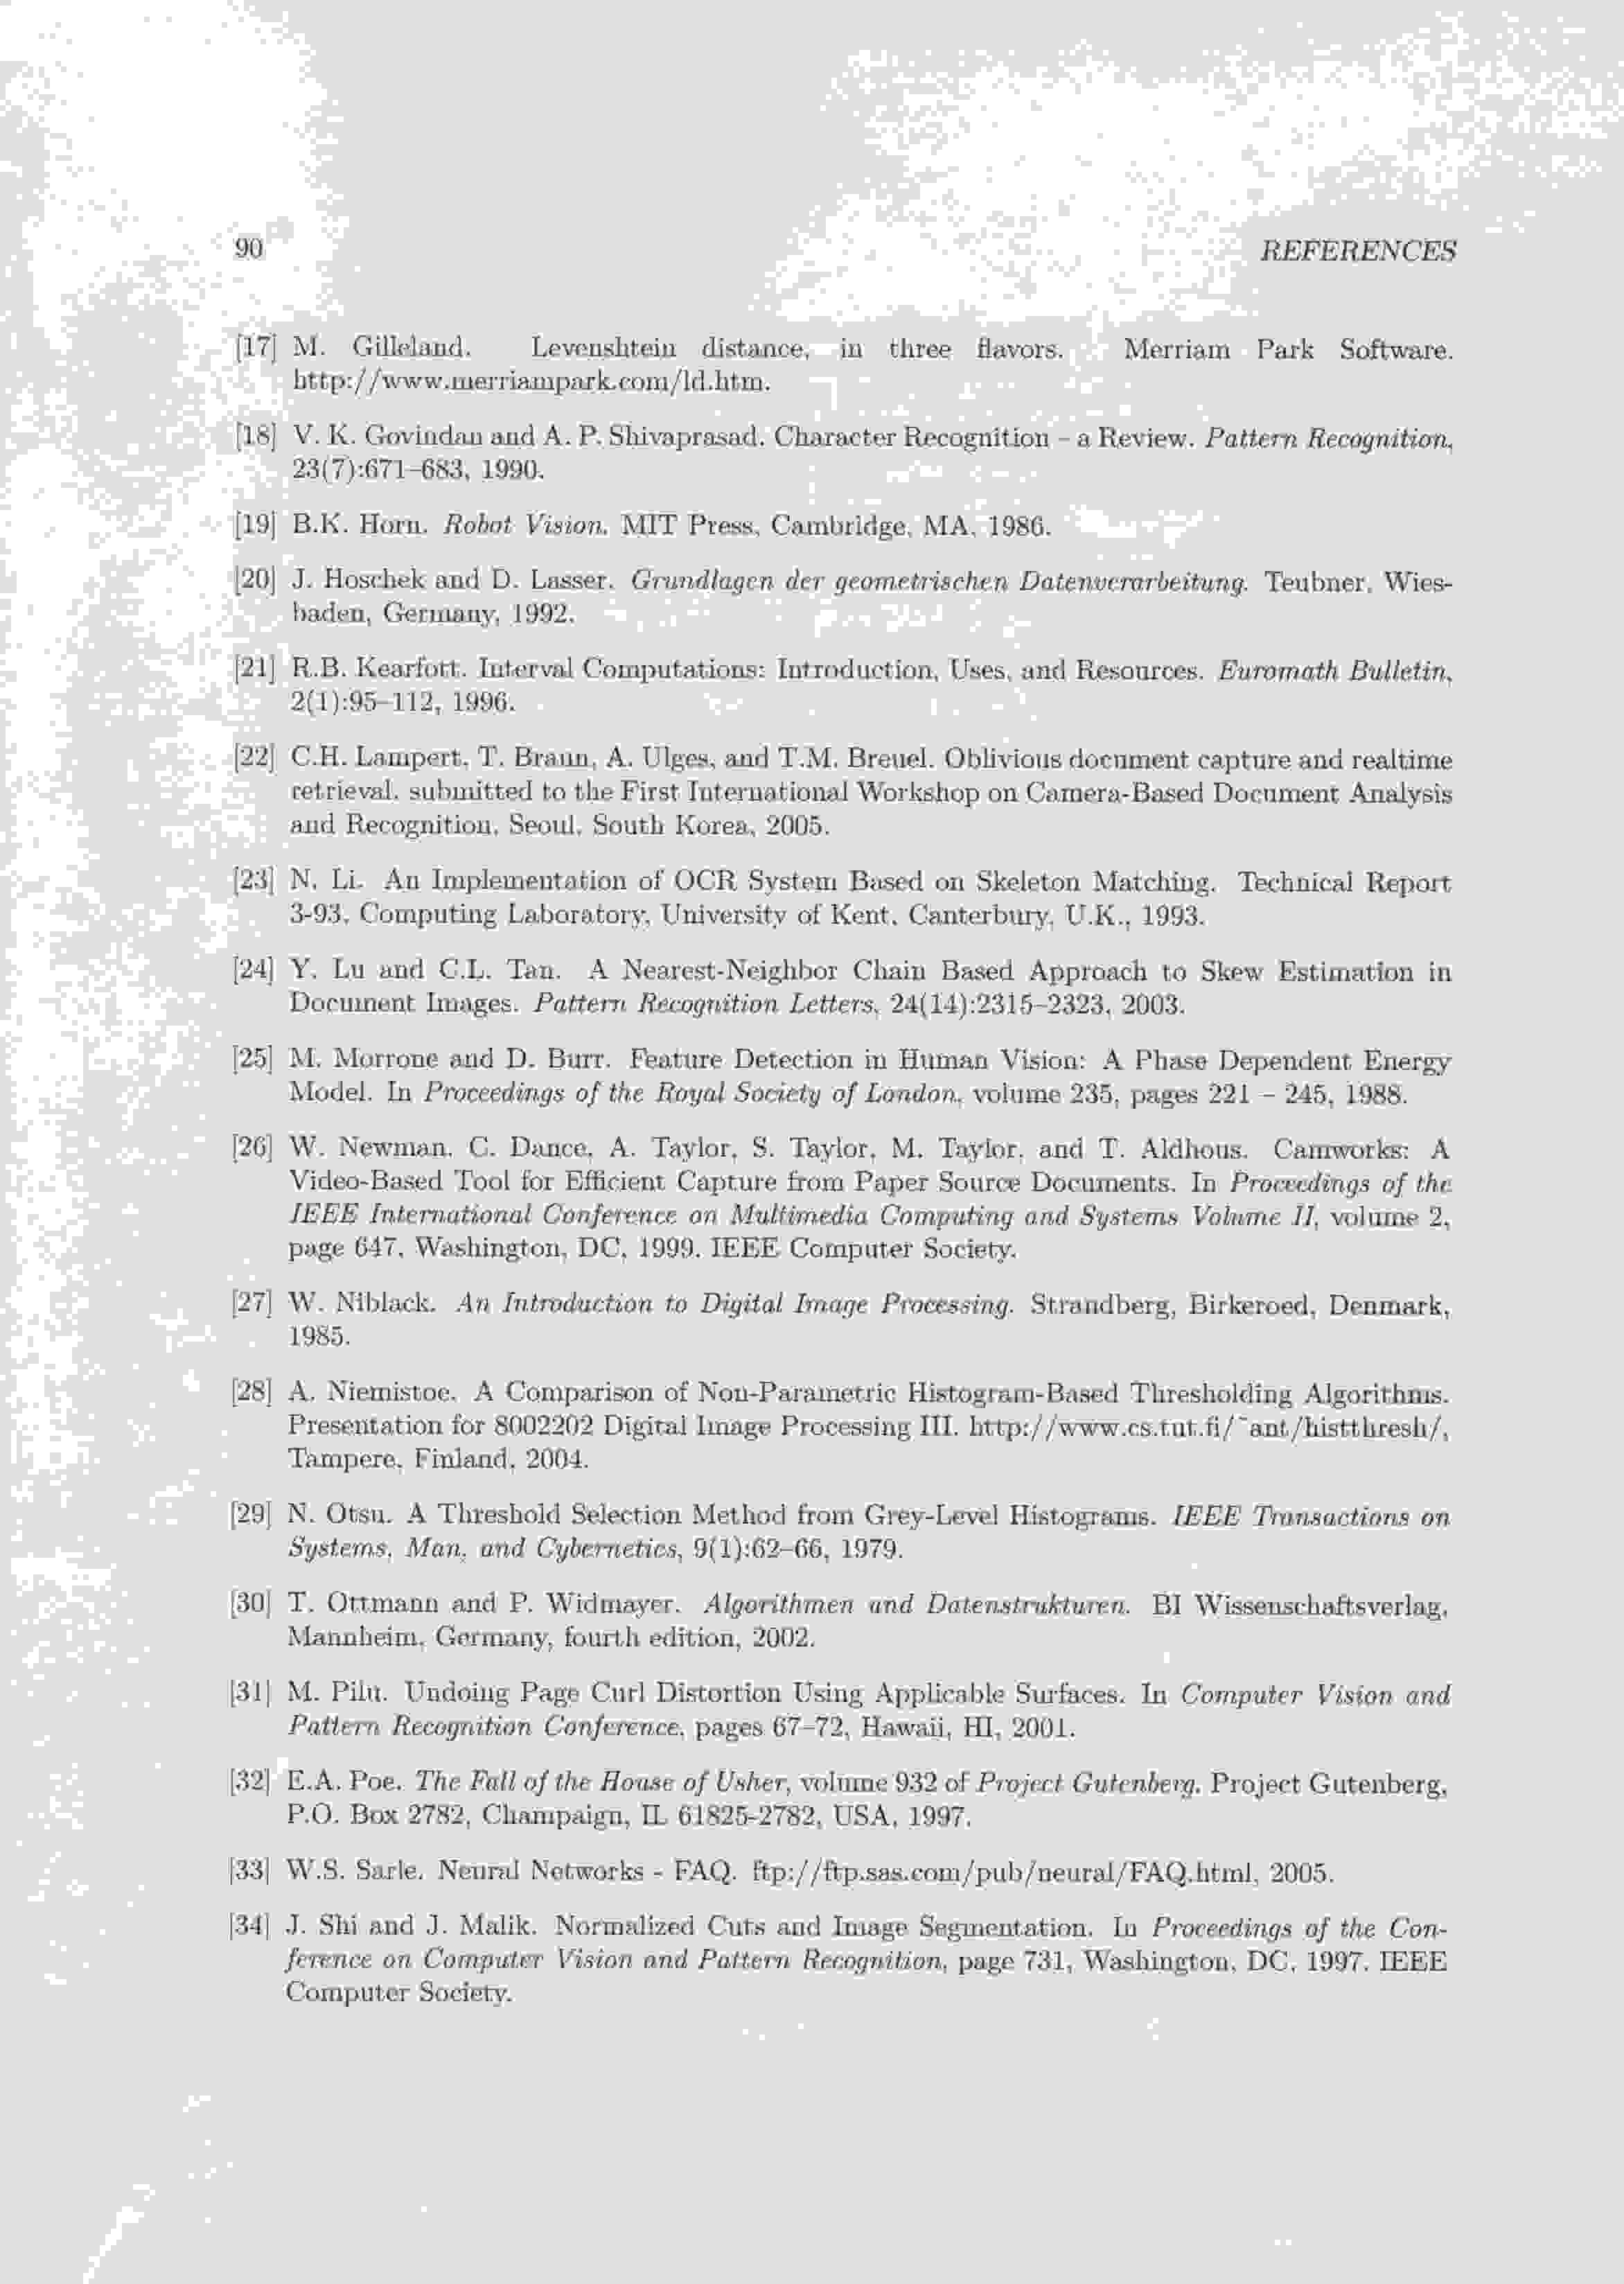 90 REFERENCES
[17] M. Gilleland. Levenshtein distance, in three flavors. Merriam Park Software.
http://www.merriampark.com/ld.htm.
[18] V. K. Govindan and A. P. Shivaprasad. Character Recognition – a Review. Pattern Recognition,
23(7):671–683, 1990.
[19] B.K. Horn. Robot Vision. MIT Press, Cambridge, MA, 1986.
[20] J. Hoschek and D. Lasser. Grundlagen der geometrischen Datenverarbeitung. Teubner, Wies-
baden, Germany, 1992.
[21] R.B. Kearfott. Interval Computations: Introduction, Uses, and Resources. Euromath Bulletin,
2(1):95–112, 1996.
[22] C.H. Lampert, T. Braun, A. Ulges, and T.M. Breuel. Oblivious document capture and realtime
retrieval. submitted to the First International Workshop on Camera-Based Document Analysis
and Recognition, Seoul, South Korea, 2005.
[23] N. Li. An Implementation of OCR System Based on Skeleton Matching. Technical Report
3-93, Computing Laboratory, University of Kent, Canterbury, U.K., 1993.
[24] Y. Lu and C.L. Tan. A Nearest-Neighbor Chain Based Approach to Skew Estimation in
Document Images. Pattern Recognition Letters, 24(14):2315–2323, 2003.
[25] M. Morrone and D. Burr. Feature Detection in Human Vision: A Phase Dependent Energy
Model. In Proceedings of the Royal Society of London, volume 235, pages 221 – 245, 1988.
[26] W. Newman, C. Dance, A. Taylor, S. Taylor, M. Taylor, and T. Aldhous. Camworks: A
Video-Based Tool for Efficient Capture from Paper Source Documents. In Proceedings of the
IEEE International Conference on Multimedia Computing and Systems Volume II, volume 2,
page 647, Washington, DC, 1999. IEEE Computer Society.
[27] W. Niblack. An Introduction to Digital Image Processing. Strandberg, Birkeroed, Denmark,
1985.
[28] A. Niemistoe. A Comparison of Non-Parametric Histogram-Based Thresholding Algorithms.
Presentation for 8002202 Digital Image Processing III. http://www.cs.tut.fi/~ant/histthresh/,
Tampere, Finland, 2004.
[29] N. Otsu. A Threshold Selection Method from Grey-Level Histograms. IEEE Transactions on
Systems, Man, and Cybernetics, 9(1):62–66, 1979.
[30] T. Ottmann and P. Widmayer. Algorithmen und Datenstrukturen. BI Wissenschaftsverlag,
Mannheim, Germany, fourth edition, 2002.
[31] M. Pilu. Undoing Page Curl Distortion Using Applicable Surfaces. In Computer Vision and
Pattern Recognition Conference, pages 67–72, Hawaii, HI, 2001.
[32] E.A. Poe. The Fall of the House of Usher, volume 932 of Project Gutenberg. Project Gutenberg,
P.O. Box 2782, Champaign, IL 61825-2782, USA, 1997.
[33] W.S. Sarle. Neural Networks - FAQ. ftp://ftp.sas.com/pub/neural/FAQ.html, 2005.
[34] J. Shi and J. Malik. Normalized Cuts and Image Segmentation. In Proceedings of the Con-
ference on Computer Vision and Pattern Recognition, page 731, Washington, DC, 1997. IEEE
Computer Society.